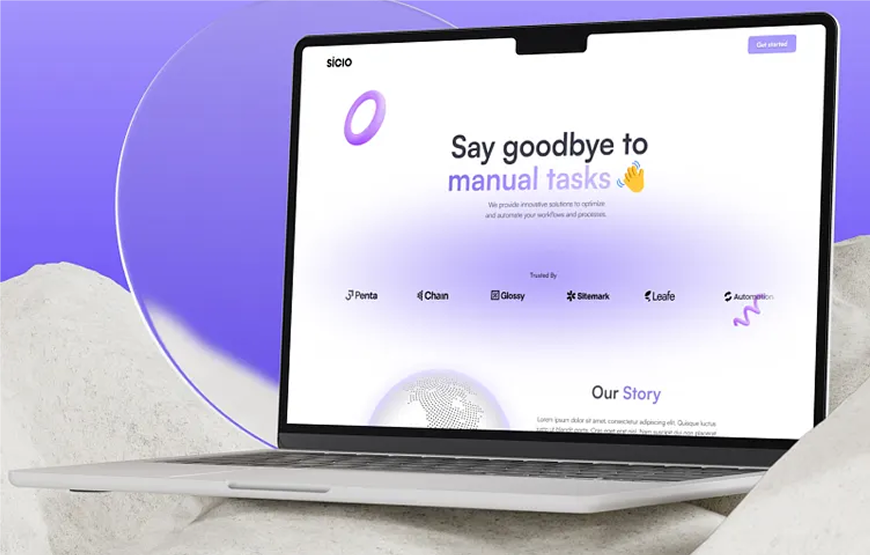 SICIO
Get started
Say goodbye to
manual tasks 👋
We provide innovative solutions to optimize
and automate your workflows and processes.
Trusted By
Penta
Chain
Glossy
Sitemark
Leafe
Automotion
Our Story
Lorem ipsum dolor sit amet, consectetur adipiscing elit. Quisque luctus